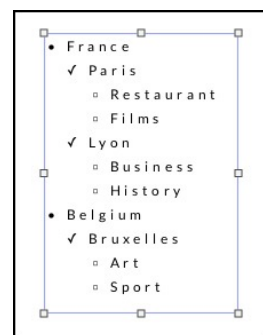 • France
✓ Paris
▫ Restaurant
▫ Films
✓ Lyon
▫ Business
▫ History
• Belgium
✓ Bruxelles
▫ Art
▫ Sport